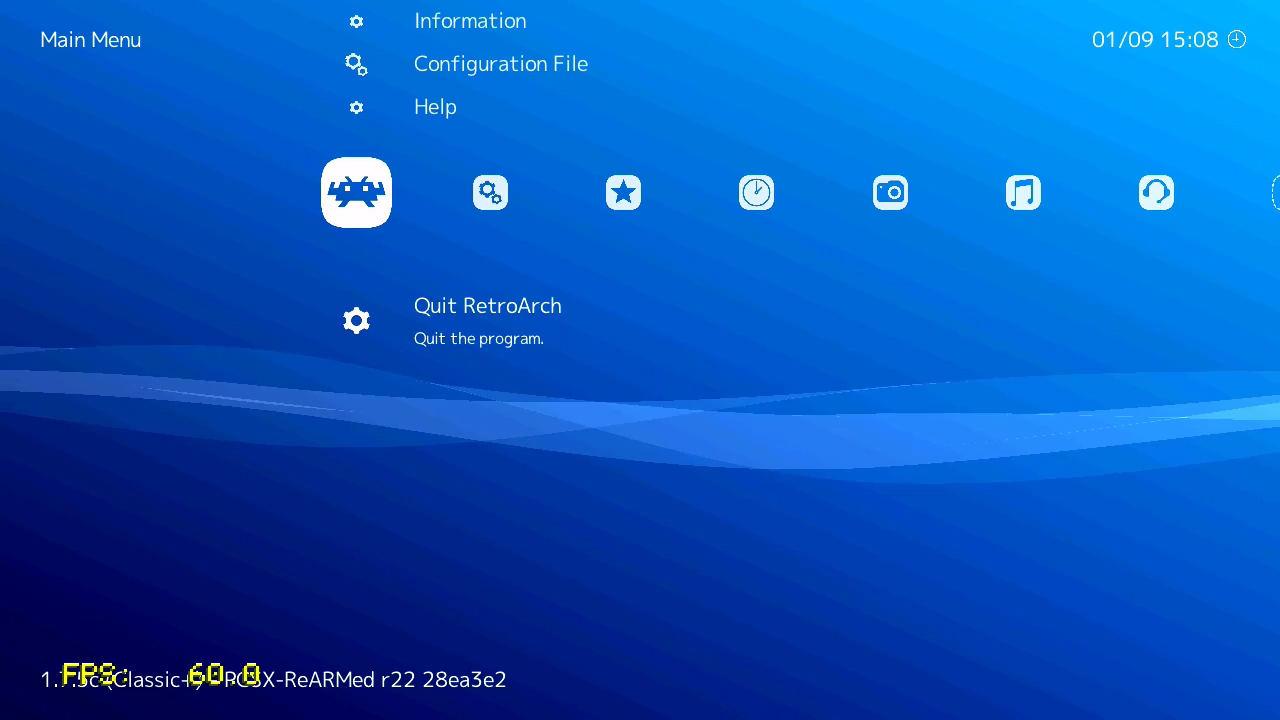 Information
Main Menu
01/09 15:08
Configuration File
Help
Quit RetroArch
Quit the program.
FPS: 60.0
PCSX-ReARMed r22 28ea3e2